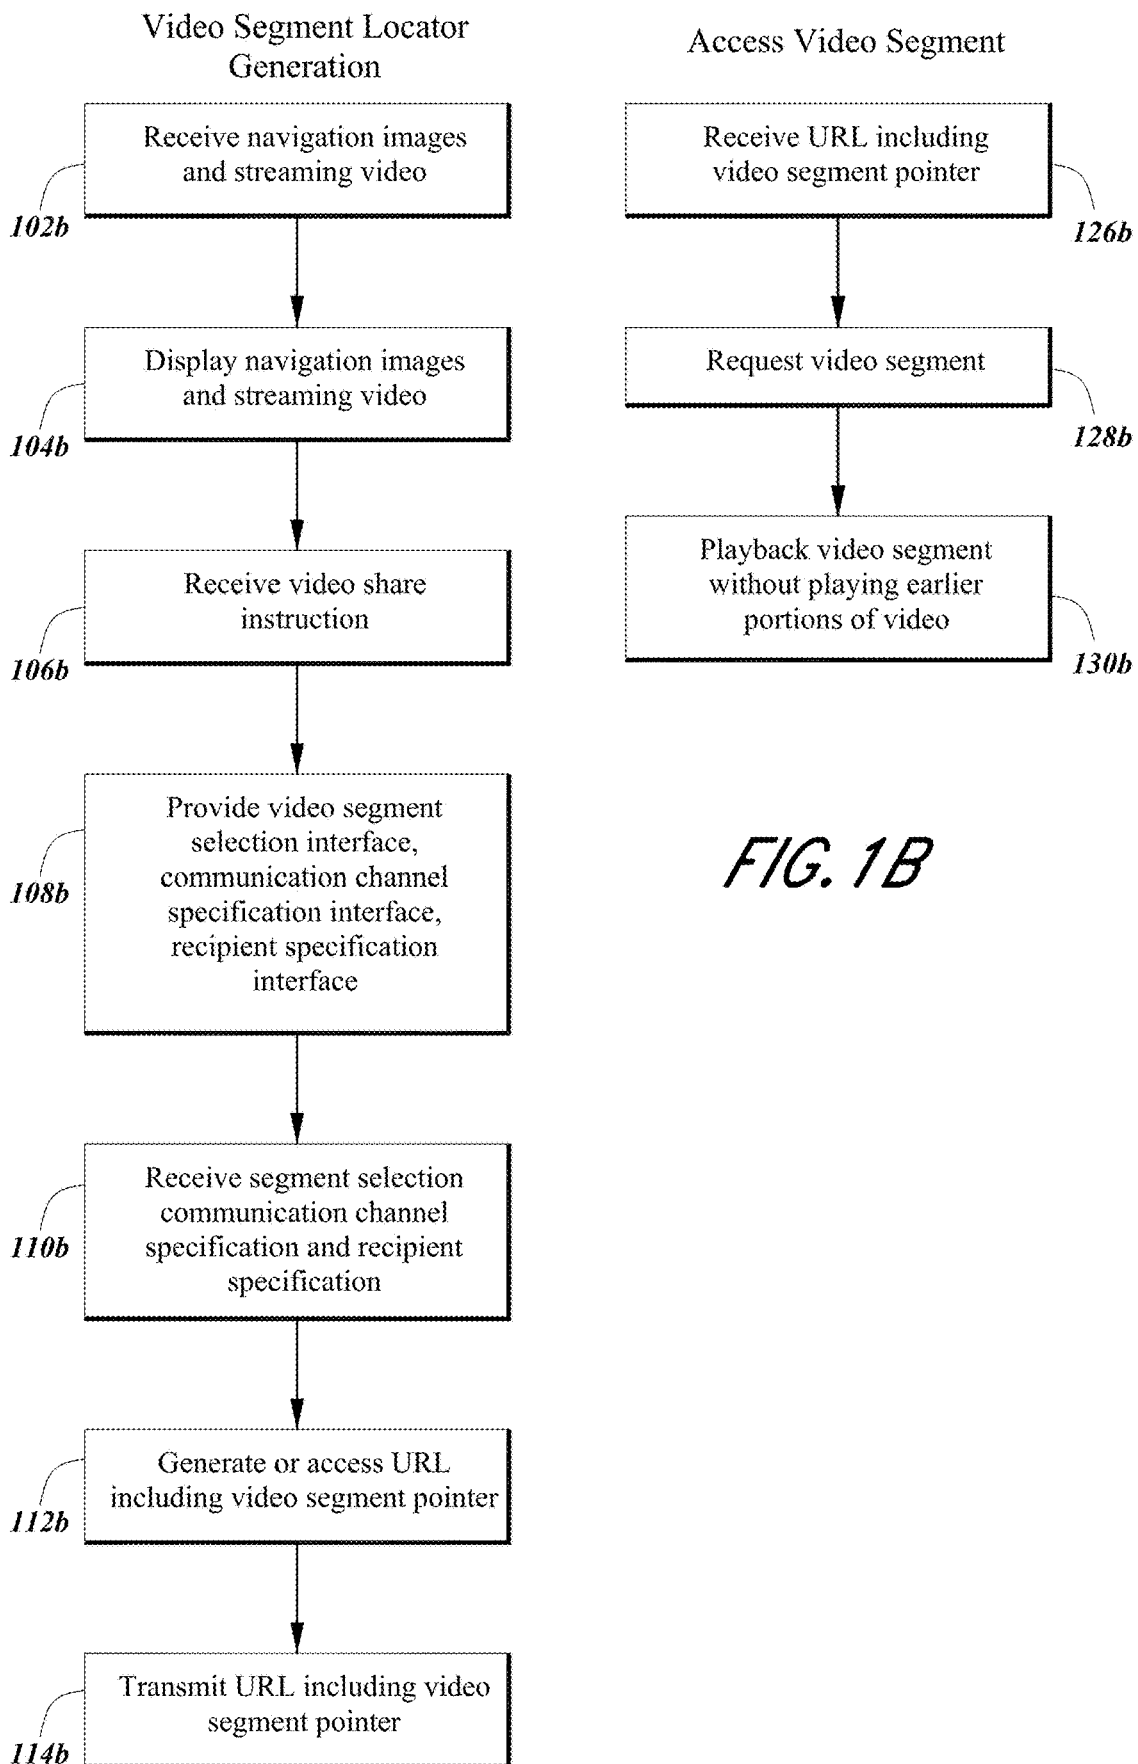 Video Segment Locator
Generation
Receive navigation images
and streaming video
102b
Display navigation images
and streaming video
104b
Receive video share
instruction
106b
Provide video segment
selection interface,
communication channel
specification interface,
recipient specification
interface
108b
Receive segment selection
communication channel
specification and recipient
specification
110b
Generate or access URL
including video segment pointer
112b
Transmit URL including video
segment pointer
114b
Access Video Segment
Receive URL including
video segment pointer
126b
Request video segment
128b
Playback video segment
without playing earlier
portions of video
130b
FIG. 1B